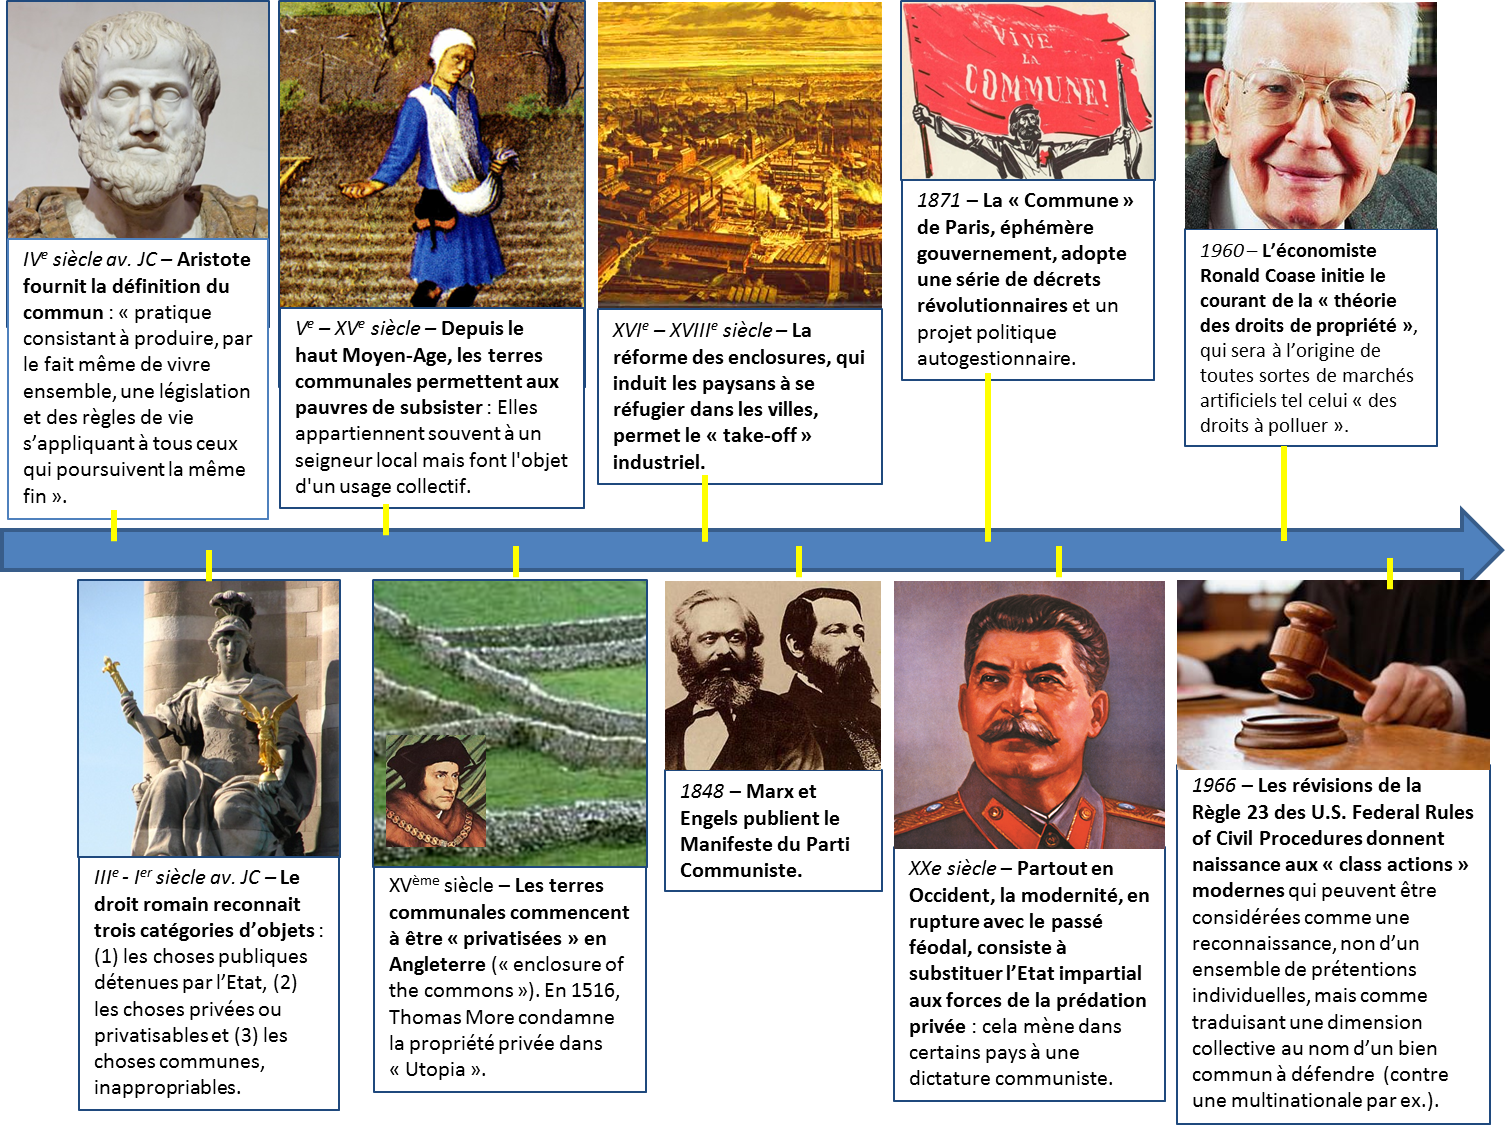 IVe siècle av. JC – Aristote
fournit la définition du
commun : « pratique
consistant à produire, par
le fait même de vivre
ensemble, une législation
et des règles de vie
s’appliquant à tous ceux
qui poursuivent la même
fin ».
Ve – XVe siècle – Depuis le
haut Moyen-Age, les terres
communales permettent aux
pauvres de subsister : Elles
appartiennent souvent à un
seigneur local mais font l'objet
d'un usage collectif.
XVIe – XVIIIe siècle – La
réforme des enclosures, qui
induit les paysans à se
réfugier dans les villes,
permet le « take-off »
industriel.
VIVE
LA
COMMUNE!
1871 – La « Commune »
de Paris, éphémère
gouvernement, adopte
une série de décrets
révolutionnaires et un
projet politique
autogestionnaire.
1960 – L’économiste
Ronald Coase initie le
courant de la « théorie
des droits de propriété »,
qui sera à l’origine de
toutes sortes de marchés
artificiels tel celui « des
droits à polluer ».
IIIe - Ier siècle av. JC – Le
droit romain reconnait
trois catégories d’objets :
(1) les choses publiques
détenues par l’Etat, (2)
les choses privées ou
privatisables et (3) les
choses communes,
inappropriables.
XVème siècle – Les terres
communales commencent
à être « privatisées » en
Angleterre (« enclosure of
the commons »). En 1516,
Thomas More condamne
la propriété privée dans
« Utopia ».
1848 – Marx et
Engels publient le
Manifeste du Parti
Communiste.
XXe siècle – Partout en
Occident, la modernité, en
rupture avec le passé
féodal, consiste à
substituer l’Etat impartial
aux forces de la prédation
privée : cela mène dans
certains pays à une
dictature communiste.
1966 – Les révisions de la
Règle 23 des U.S. Federal Rules
of Civil Procedures donnent
naissance aux « class actions »
modernes qui peuvent être
considérées comme une
reconnaissance, non d’un
ensemble de prétentions
individuelles, mais comme
traduisant une dimension
collective au nom d’un bien
commun à défendre (contre
une multinationale par ex.).